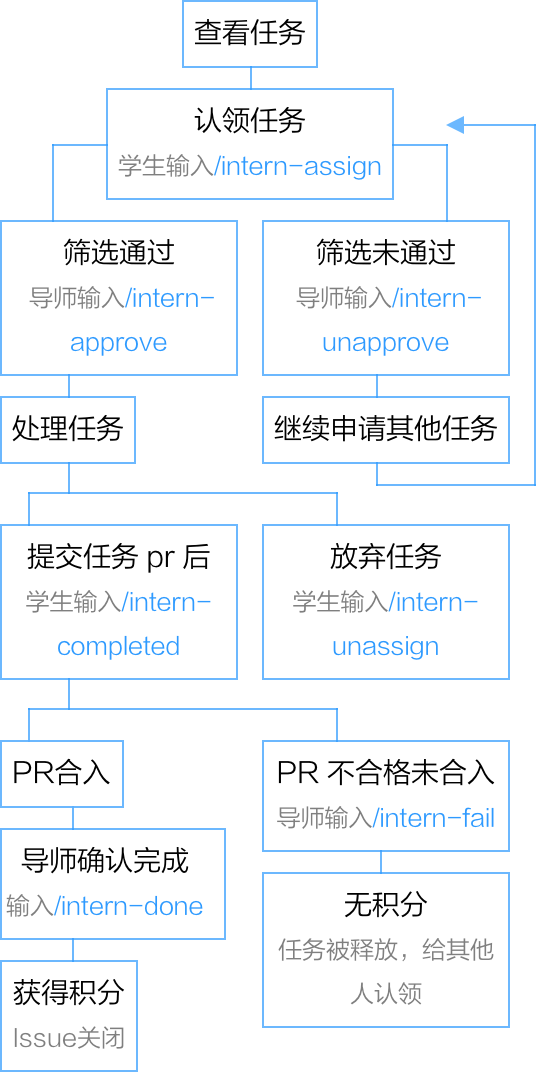 查看任务
认领任务
学生输入/intern-assign
筛选通过
导师输入/intern-
approve
筛选未通过
导师输入/intern-
unapprove
处理任务
继续申请其他任务
提交任务 pr 后
学生输入/intern-
completed
放弃任务
学生输入/intern-
unassign
PR合入
PR 不合格未合入
导师输入/intern-fail
导师确认完成
输入/intern-done
无积分
任务被释放，给其他
人认领
获得积分
Issue关闭